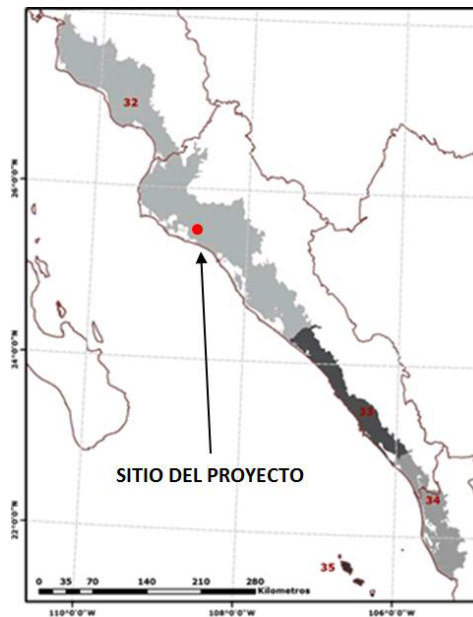 32
26°0'0"N
24°0'0"N
33
SITIO DEL PROYECTO
34
22°0'0"N
35
0 35 70 140 210 280
Kilometros
110°0'0"W 108°0'0"W 106°0'0"W